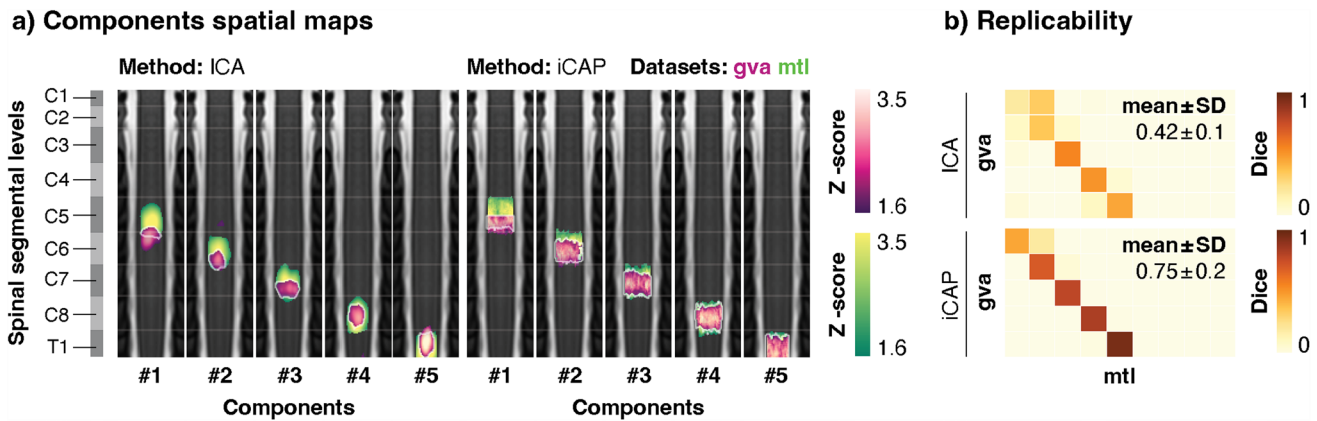 a) Components spatial maps
Method: ICA
Method: iCAP
Datasets: gva mtl
Spinal segmental levels
C1
C2
C3
C4
C5
C6
C7
C8
T1
#1
#2
#3
#4
#5
Components
#1
#2
#3
#4
#5
Components
Z-score
3.5
1.6
Z-score
3.5
1.6
b) Replicability
ICA
gva
mean±SD
0.42±0.1
Dice
1
0
iCAP
gva
mean±SD
0.75±0.2
Dice
1
0
mtl